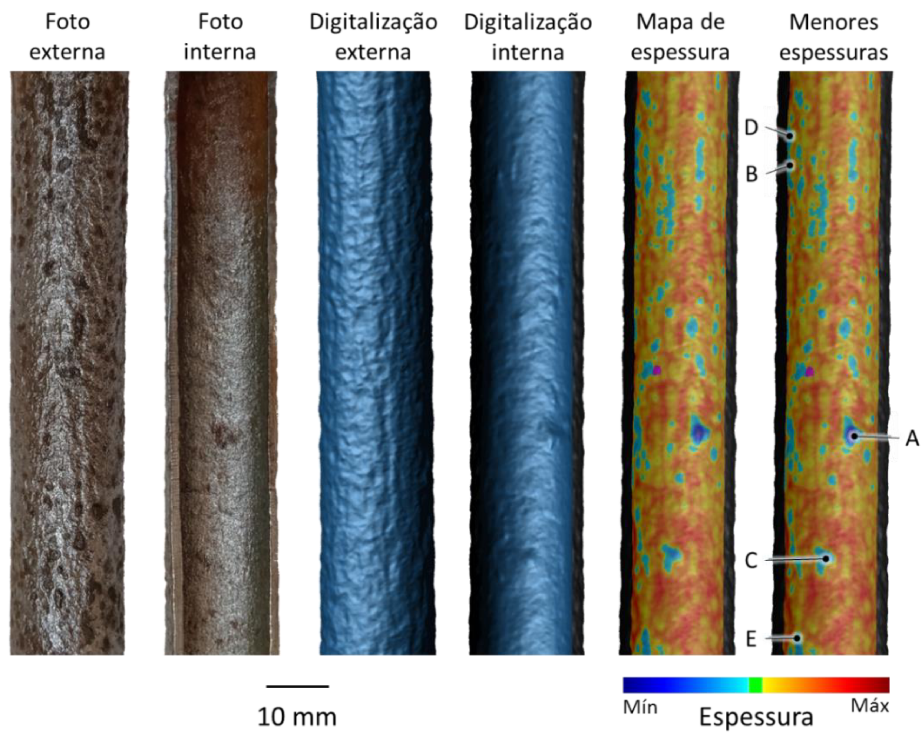 Foto
externa
Foto
interna
Digitalização
externa
Digitalização
interna
Mapa de
espessura
Menores
espessuras
D
B
A
C
E
10 mm
Mín
Máx
Espessura